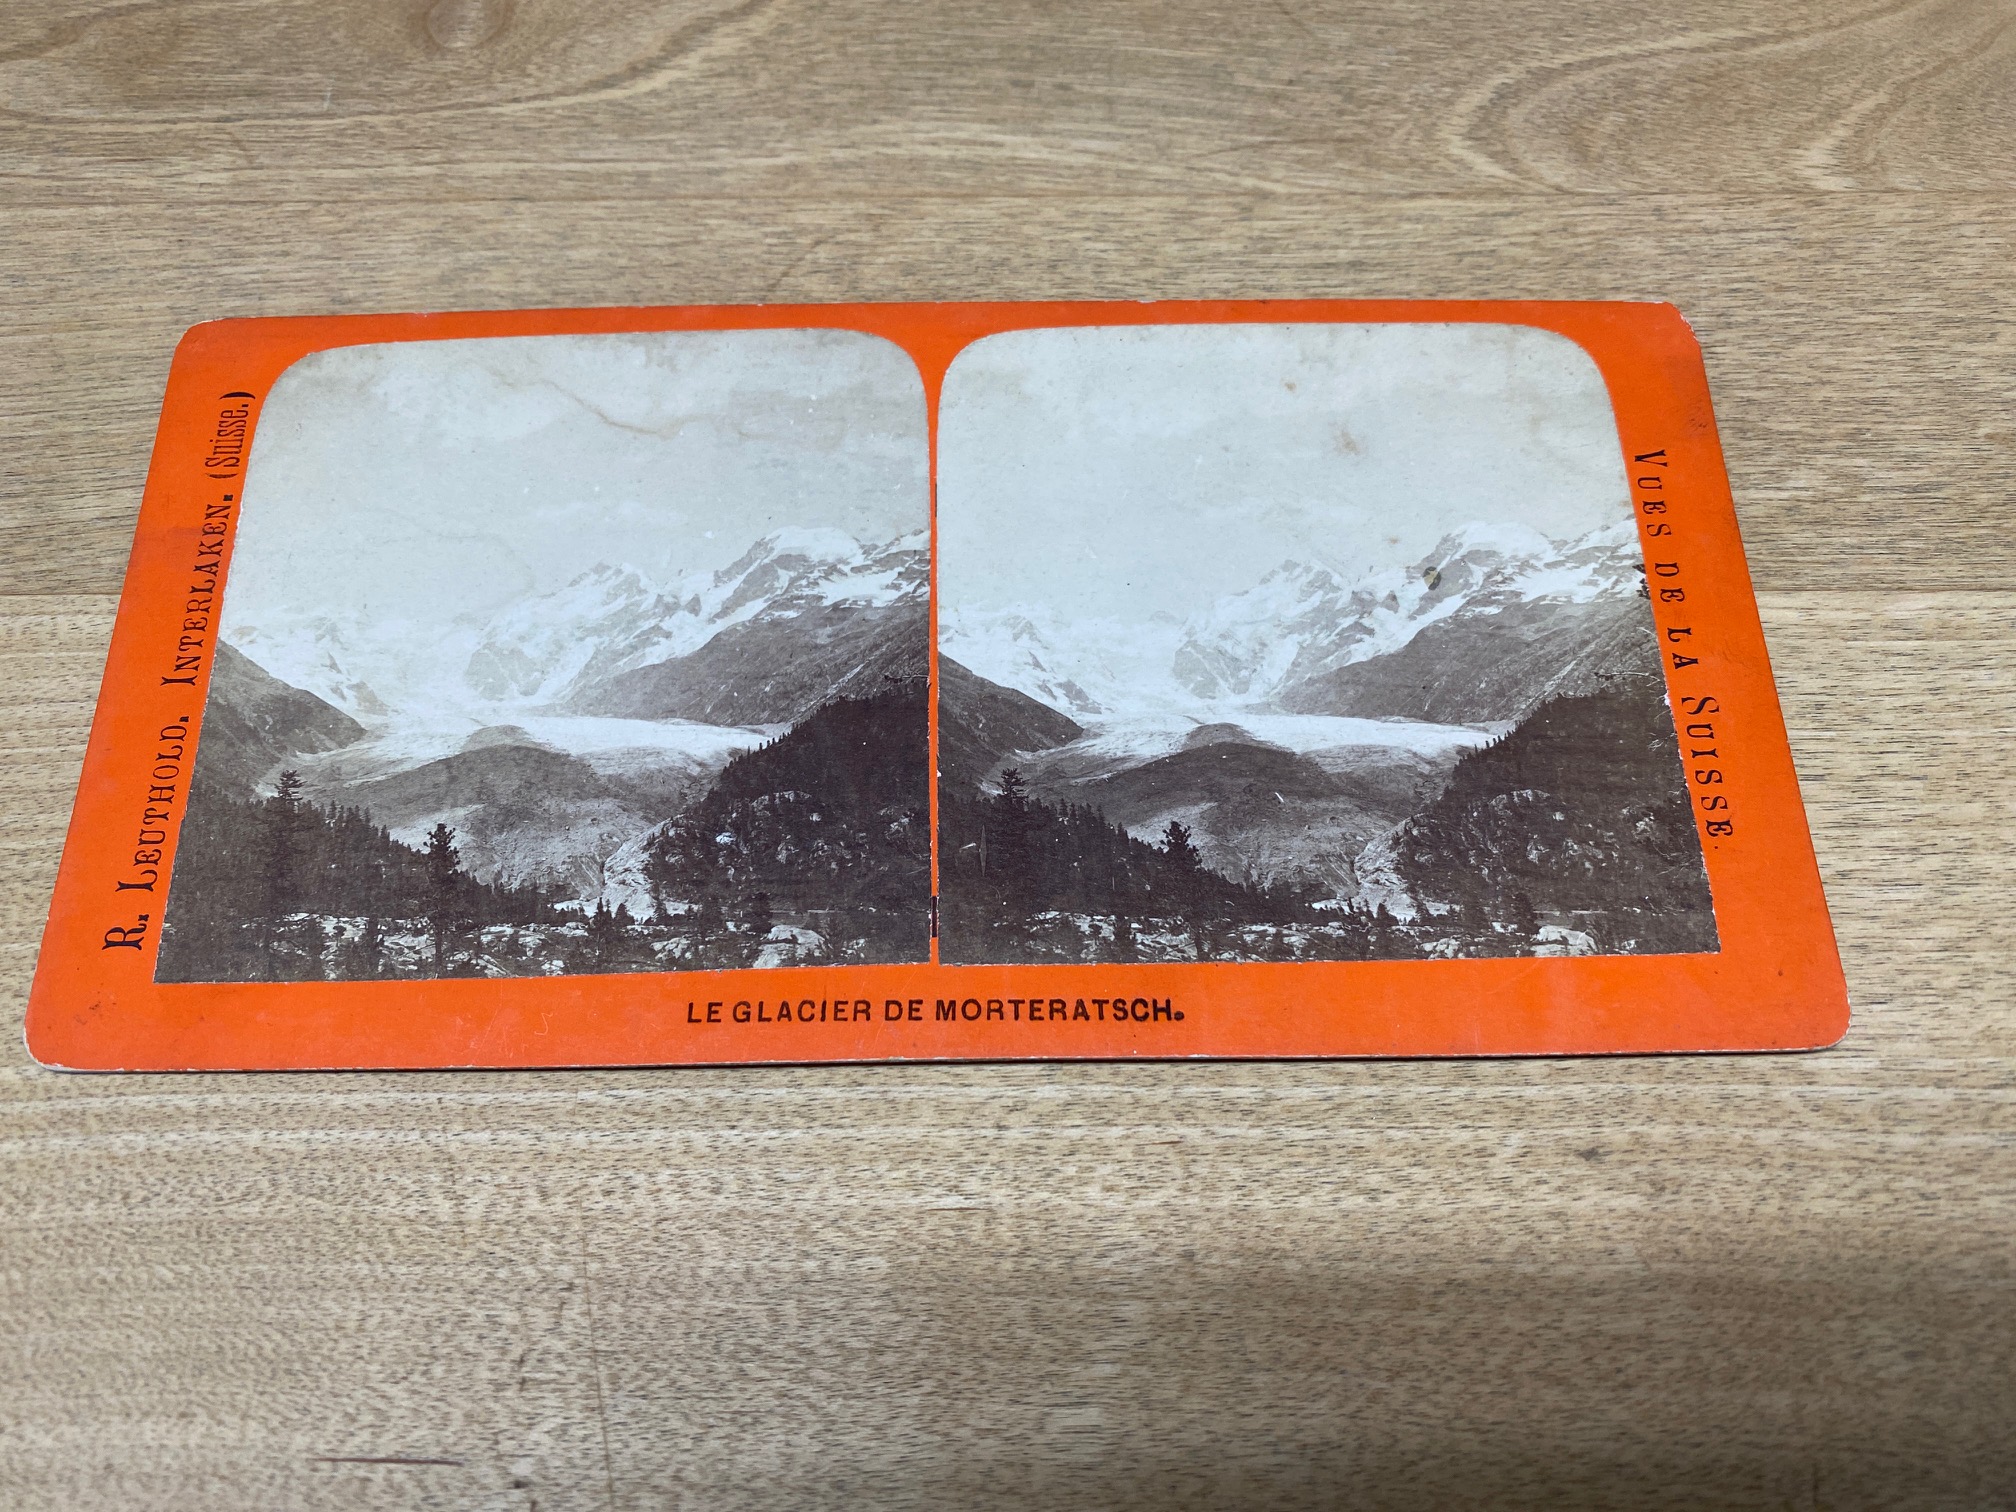 R. LEUTHOLD. INTERLAKEN. (Suisse.)
VUES DE LA SUISSE
LE GLACIER DE MORTERATSCH.